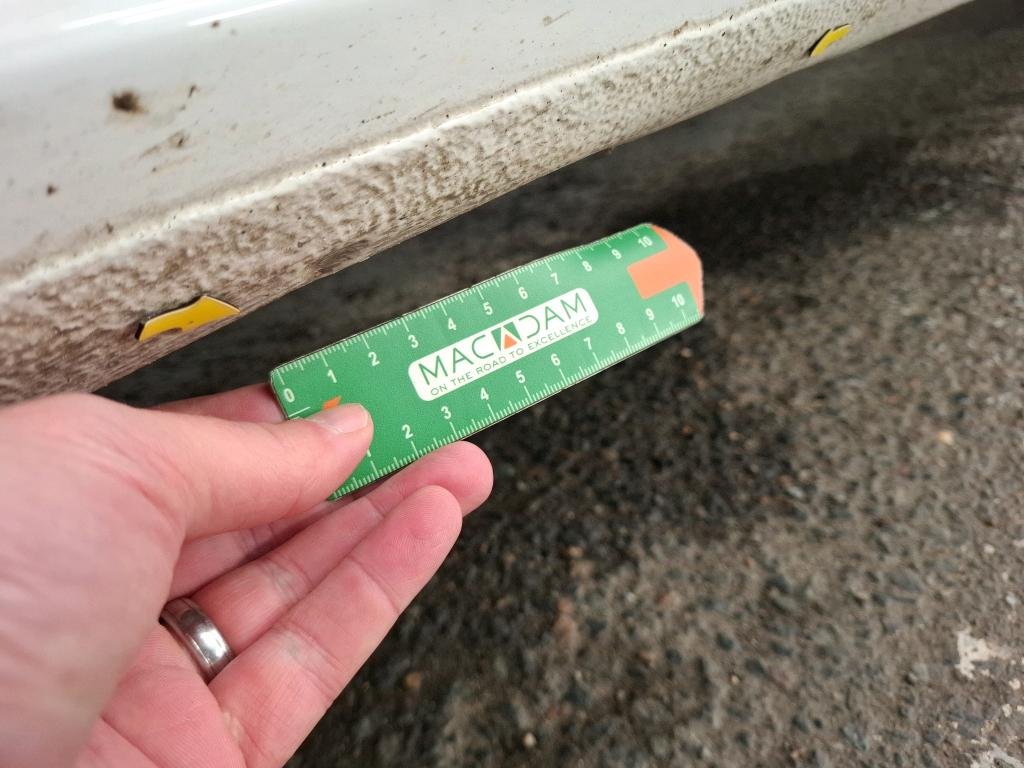 0 1 2 3 4 5 6 7 8 9 10
MACADAM
ON THE ROAD TO EXCELLENCE
1 2 3 4 5 6 7 8 9 10